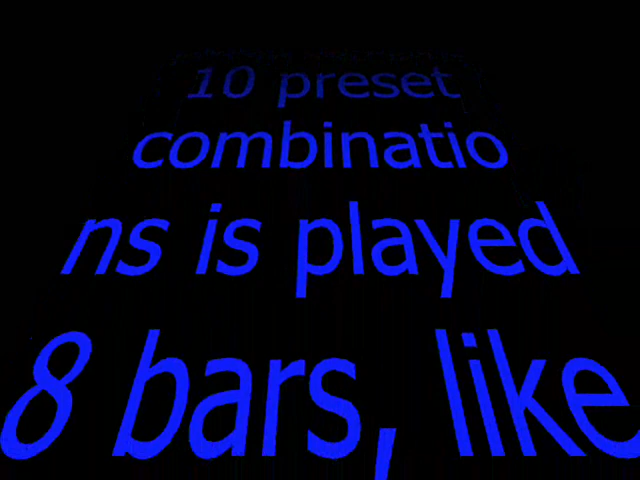 10 preset
combinatio
ns is played
8 bars, like